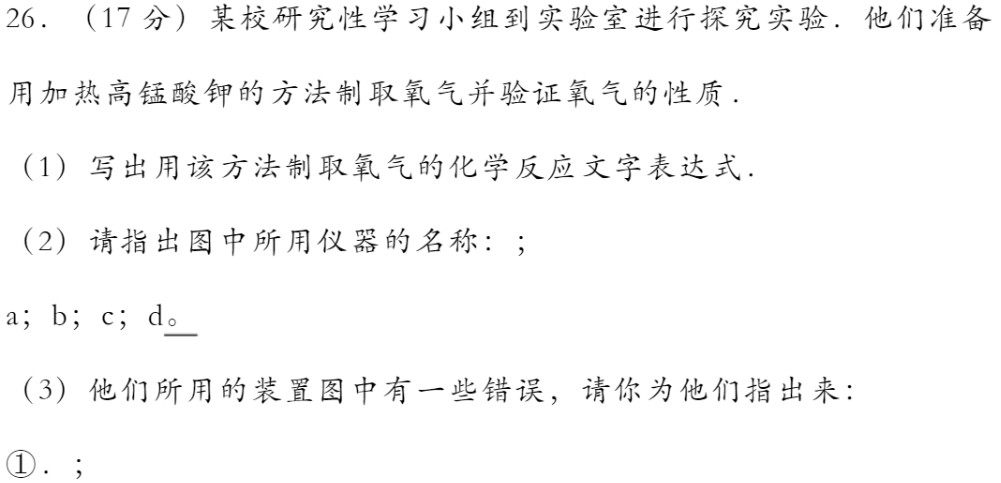 26．（17 分）某校研究性学习小组到实验室进行探究实验．他们准备
用加热高锰酸钾的方法制取氧气并验证氧气的性质．
（1）写出用该方法制取氧气的化学反应文字表达式．
（2）请指出图中所用仪器的名称：；
a；b；c；d。
（3）他们所用的装置图中有一些错误，请你为他们指出来：
①．；